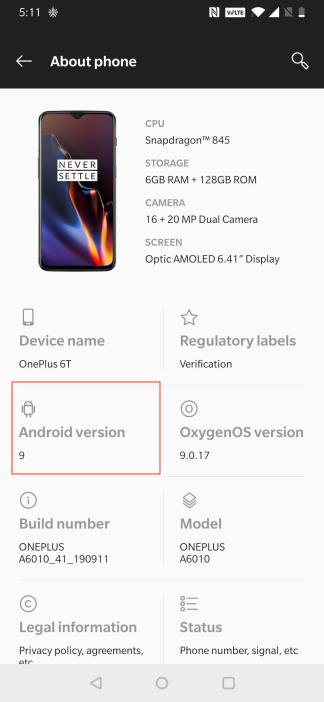 5:11
VoLTE
About phone
NEVER
SETTLE
CPU
Snapdragon™ 845
STORAGE
6GB RAM + 128GB ROM
CAMERA
16 + 20 MP Dual Camera
SCREEN
Optic AMOLED 6.41″ Display
Device name
OnePlus 6T
Regulatory labels
Verification
Android version
9
OxygenOS version
9.0.17
Build number
ONEPLUS
A6010_41_190911
Model
ONEPLUS
A6010
Legal information
Privacy policy, agreements,
etc
Status
Phone number, signal, etc